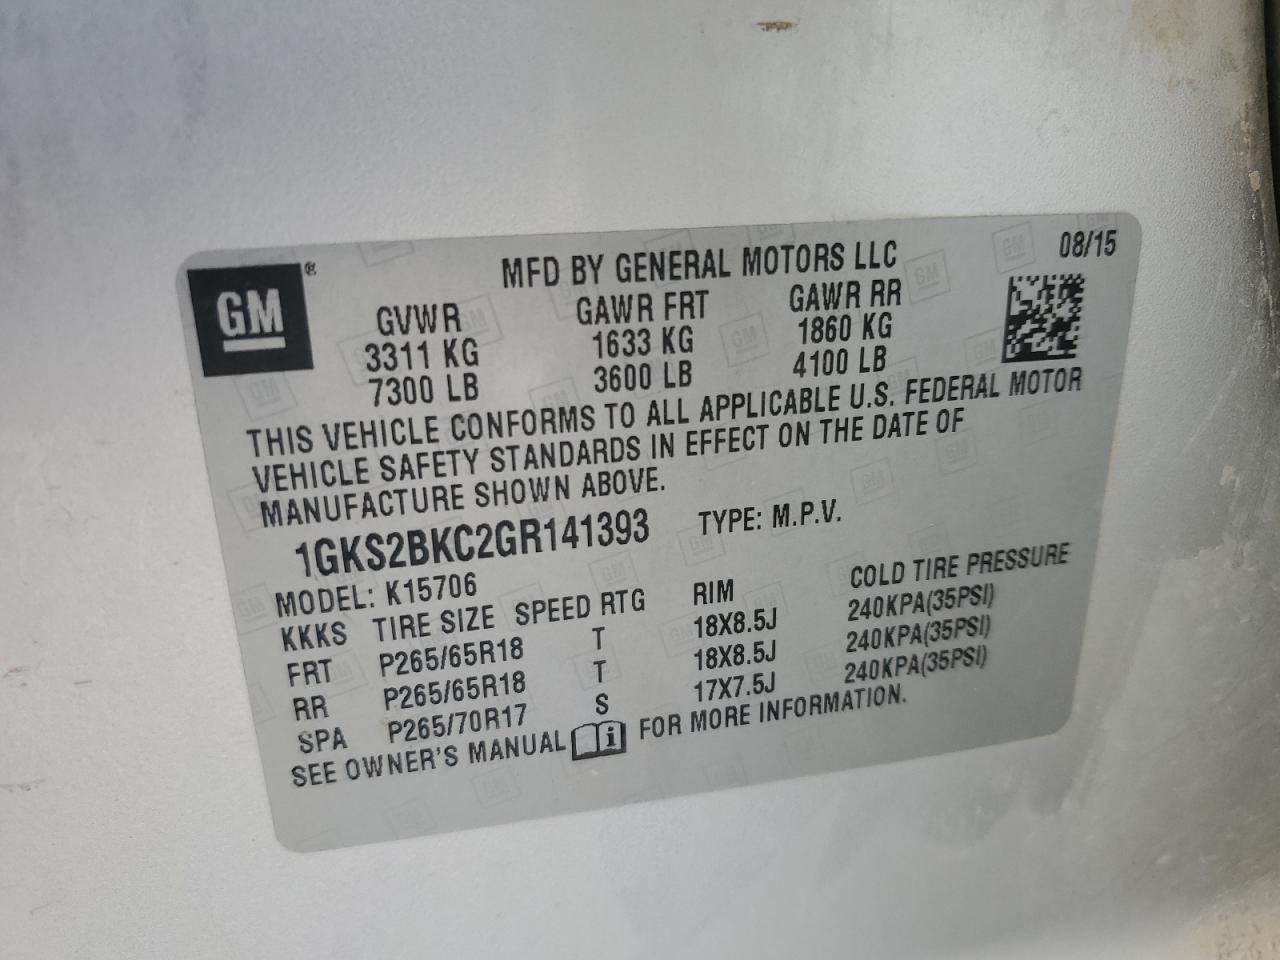 GM ®
MFD BY GENERAL MOTORS LLC 08/15
GVWR GAWR FRT GAWR RR
3311 KG 1633 KG 1860 KG
7300 LB 3600 LB 4100 LB
THIS VEHICLE CONFORMS TO ALL APPLICABLE U.S. FEDERAL MOTOR
VEHICLE SAFETY STANDARDS IN EFFECT ON THE DATE OF
MANUFACTURE SHOWN ABOVE.
1GKS2BKC2GR141393 TYPE: M.P.V.
MODEL: K15706
KKKS TIRE SIZE SPEED RTG RIM COLD TIRE PRESSURE
FRT P265/65R18 T 18X8.5J 240KPA(35PSI)
RR P265/65R18 T 18X8.5J 240KPA(35PSI)
SPA P265/70R17 S 17X7.5J 240KPA(35PSI)
SEE OWNER'S MANUAL i FOR MORE INFORMATION.